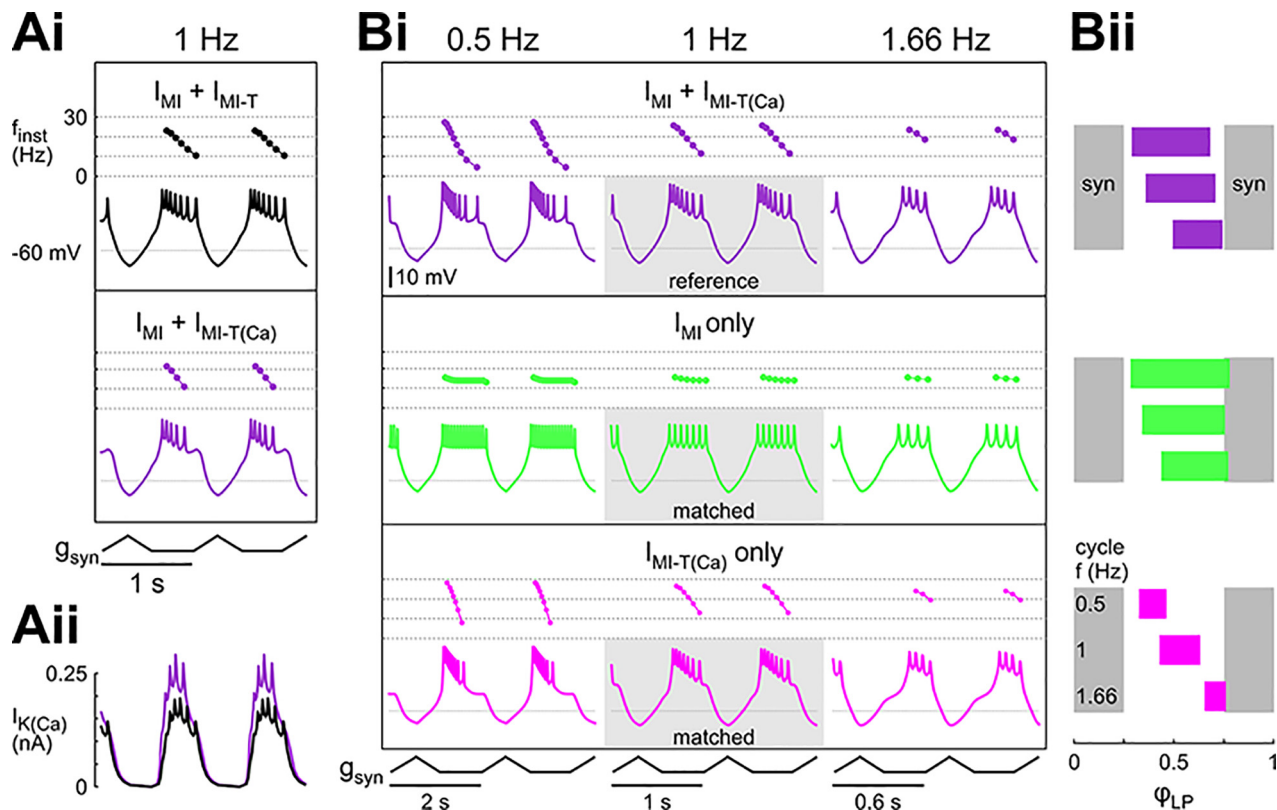 Ai
1 Hz
I_MI + I_MI-T
30
f_inst
(Hz)
0
-60 mV
I_MI + I_MI-T(Ca)
g_syn
1 s
Aii
0.25
I_K(Ca)
(nA)
0
Bi
0.5 Hz 1 Hz 1.66 Hz
I_MI + I_MI-T(Ca)
10 mV
reference
I_MI only
matched
I_MI-T(Ca) only
matched
g_syn
2 s 1 s 0.6 s
Bii
syn syn
cycle
f (Hz)
0.5
1
1.66
0 0.5 1
φ_LP